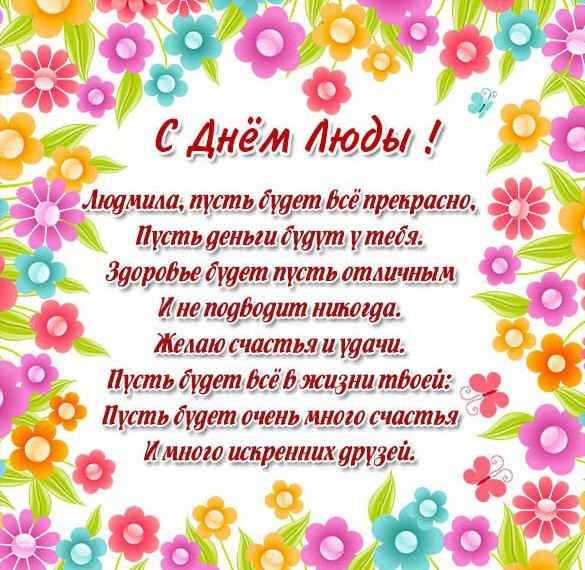 С Днём Люды !
Людмила, пусть будет всё прекрасно,
Пусть деньги будут у тебя.
Здоровье будет пусть отличным
И не подводит никогда.
Желаю счастья и удачи.
Пусть будет всё в жизни твоей:
Пусть будет очень много счастья
И много искренних друзей.